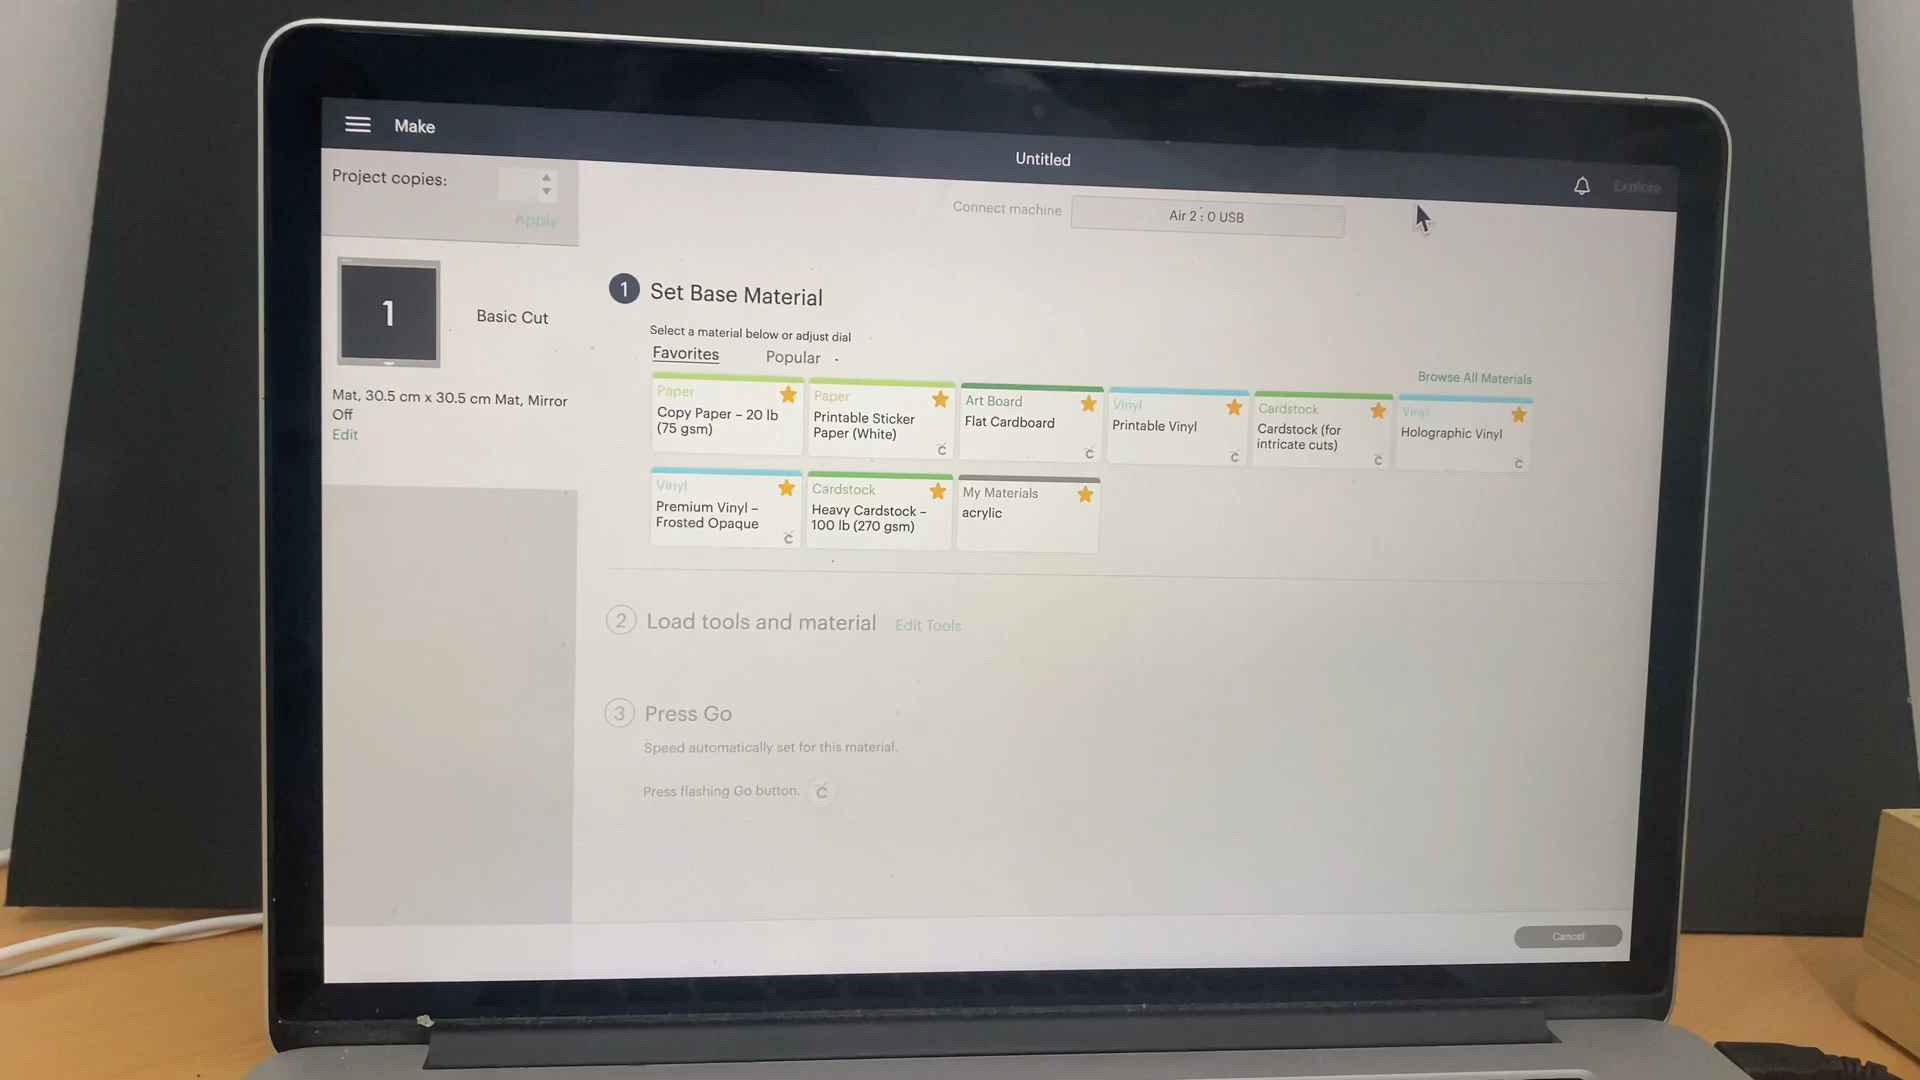 Make
Untitled
Explore
Project copies:
Apply
Connect machine
Air 2 : 0 USB
1
Basic Cut
Mat, 30.5 cm x 30.5 cm Mat, Mirror
Off
Edit
1 Set Base Material
Select a material below or adjust dial
Favorites Popular
Browse All Materials
Paper
Copy Paper – 20 lb
(75 gsm)
Paper
Printable Sticker
Paper (White)
Art Board
Flat Cardboard
Vinyl
Printable Vinyl
Cardstock
Cardstock (for
intricate cuts)
Vinyl
Holographic Vinyl
Vinyl
Premium Vinyl –
Frosted Opaque
Cardstock
Heavy Cardstock –
100 lb (270 gsm)
My Materials
acrylic
2 Load tools and material Edit Tools
3 Press Go
Speed automatically set for this material.
Press flashing Go button.
Cancel